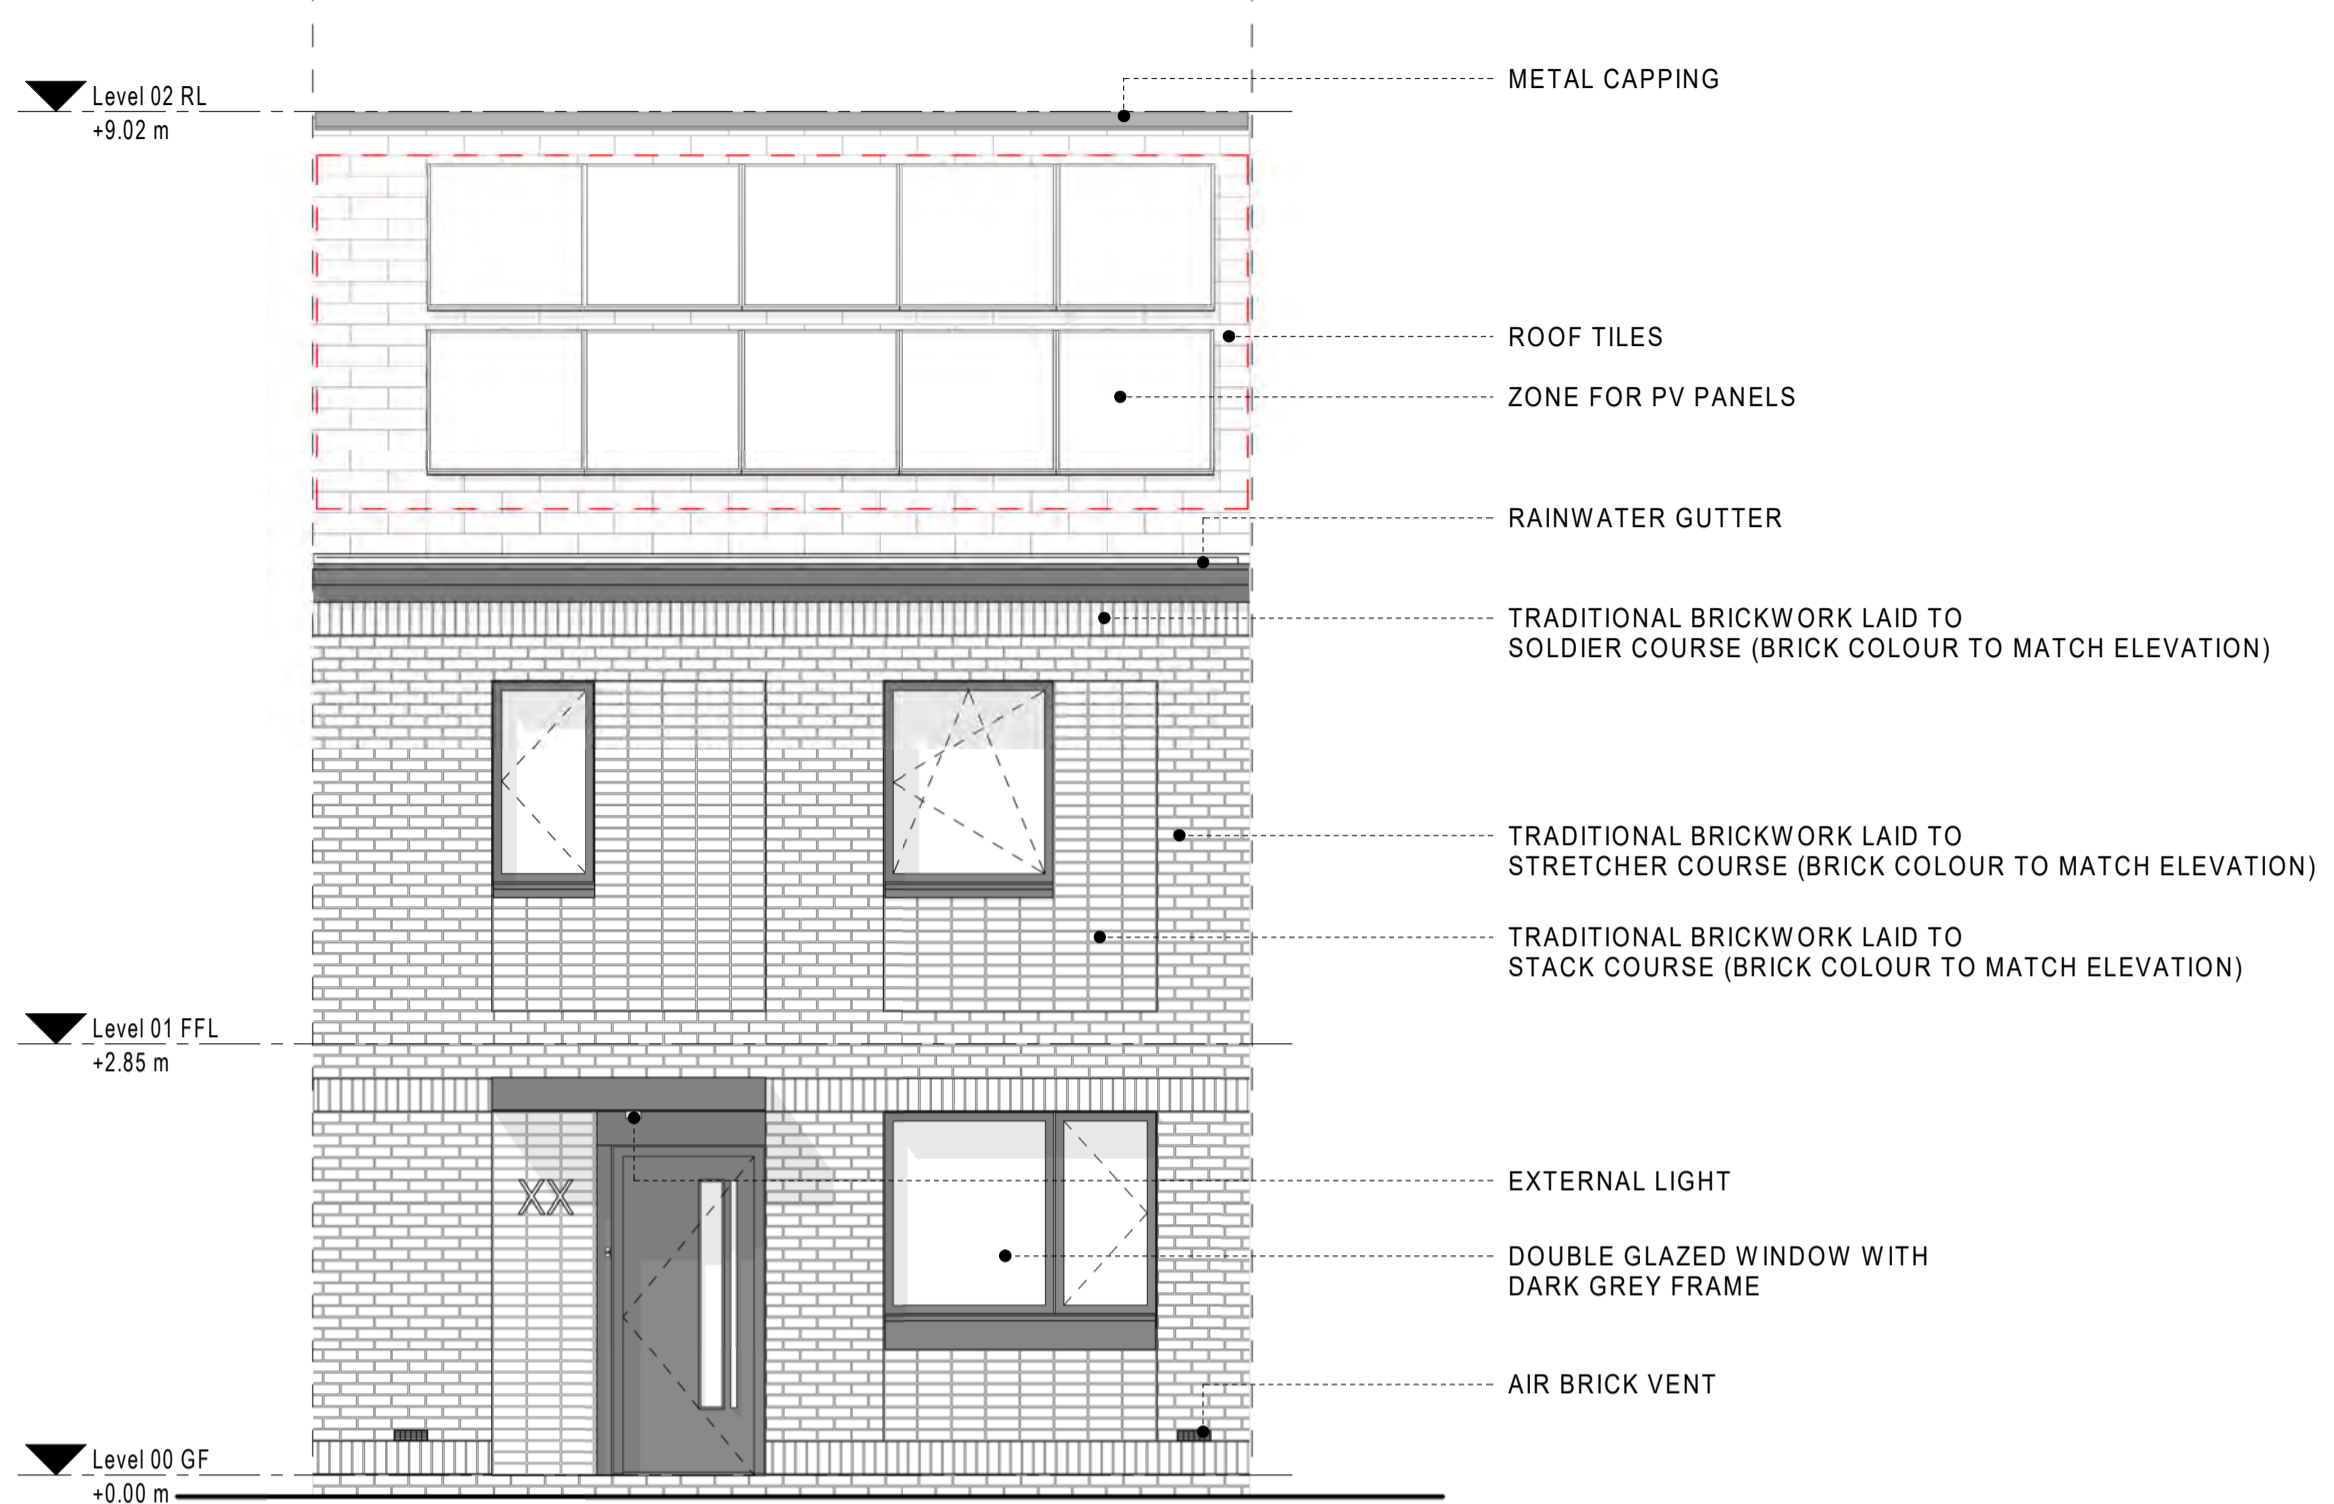 METAL CAPPING
Level 02 RL
+9.02 m
ROOF TILES
ZONE FOR PV PANELS
RAINWATER GUTTER
TRADITIONAL BRICKWORK LAID TO
SOLDIER COURSE (BRICK COLOUR TO MATCH ELEVATION)
TRADITIONAL BRICKWORK LAID TO
STRETCHER COURSE (BRICK COLOUR TO MATCH ELEVATION)
TRADITIONAL BRICKWORK LAID TO
STACK COURSE (BRICK COLOUR TO MATCH ELEVATION)
Level 01 FFL
+2.85 m
EXTERNAL LIGHT
XX
DOUBLE GLAZED WINDOW WITH
DARK GREY FRAME
AIR BRICK VENT
Level 00 GF
+0.00 m